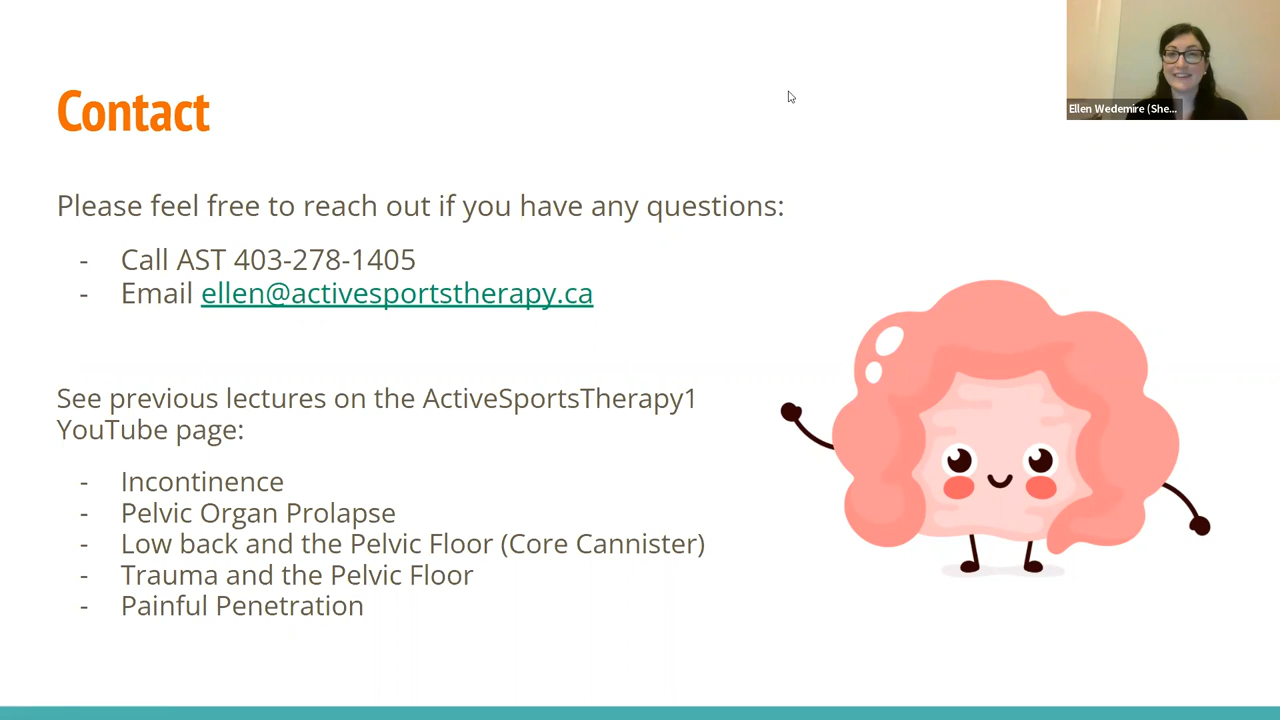 Ellen Wedemire (She...
Contact
Please feel free to reach out if you have any questions:
- Call AST 403-278-1405
- Email ellen@activesportstherapy.ca
See previous lectures on the ActiveSportsTherapy1
YouTube page:
- Incontinence
- Pelvic Organ Prolapse
- Low back and the Pelvic Floor (Core Cannister)
- Trauma and the Pelvic Floor
- Painful Penetration